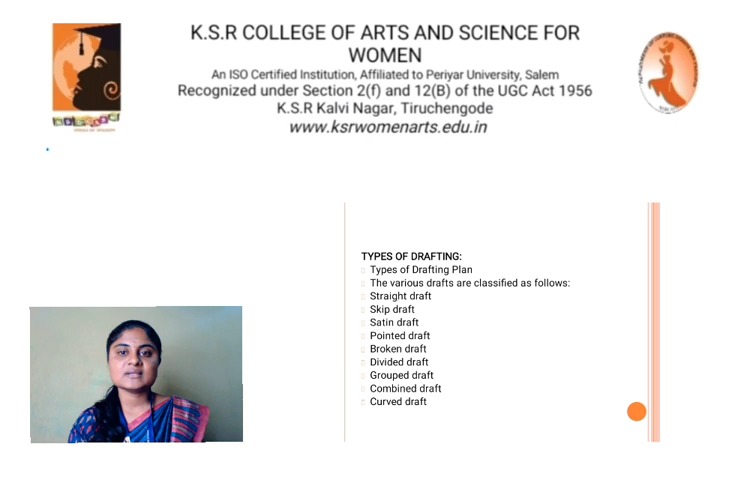 K.S.R COLLEGE OF ARTS AND SCIENCE FOR
WOMEN
An ISO Certified Institution, Affiliated to Periyar University, Salem
Recognized under Section 2(f) and 12(B) of the UGC Act 1956
K.S.R Kalvi Nagar, Tiruchengode
www.ksrwomenarts.edu.in
TYPES OF DRAFTING:
Types of Drafting Plan
The various drafts are classified as follows:
Straight draft
Skip draft
Satin draft
Pointed draft
Broken draft
Divided draft
Grouped draft
Combined draft
Curved draft